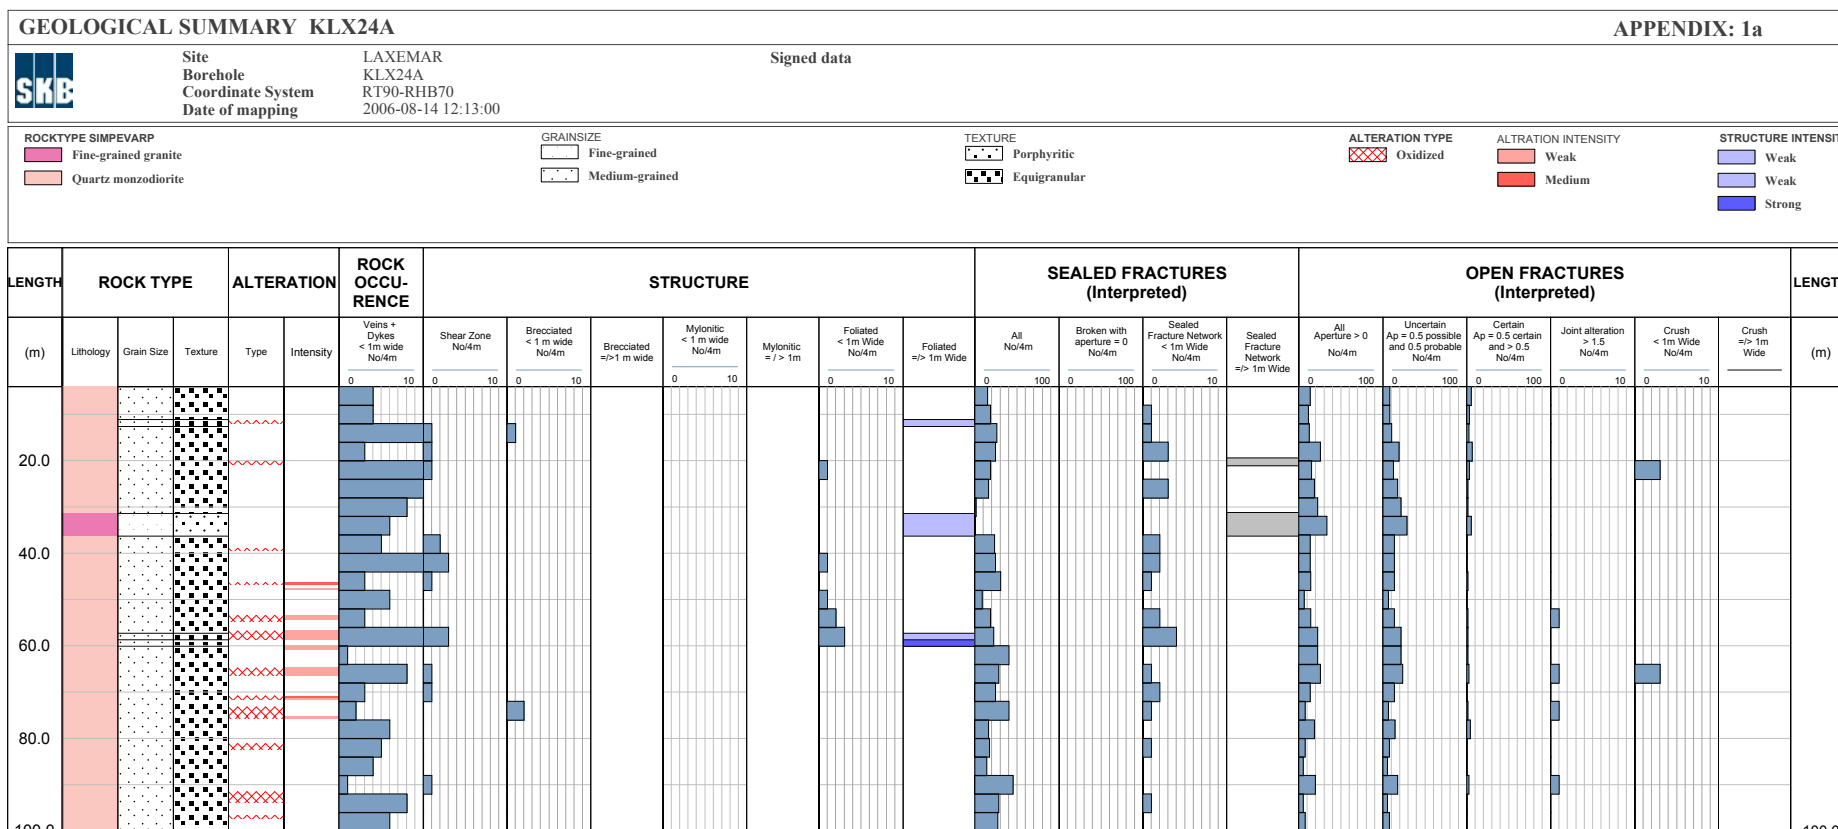 GEOLOGICAL SUMMARY KLX24A
APPENDIX: 1a
SKB
Site LAXEMAR Signed data
Borehole KLX24A
Coordinate System RT90-RHB70
Date of mapping 2006-08-14 12:13:00
ROCKTYPE SIMPEVARP
Fine-grained granite
Quartz monzodiorite
GRAINSIZE
Fine-grained
Medium-grained
TEXTURE
Porphyritic
Equigranular
ALTERATION TYPE
Oxidized
ALTRATION INTENSITY
Weak
Medium
STRUCTURE INTENSIT
Weak
Weak
Strong
LENGTH
ROCK TYPE
ALTERATION
ROCK
OCCU-
RENCE
STRUCTURE
SEALED FRACTURES
(Interpreted)
OPEN FRACTURES
(Interpreted)
LENGT
(m)
Lithology
Grain Size
Texture
Type
Intensity
Veins +
Dykes
< 1m wide
No/4m
0 10
Shear Zone
No/4m
0 10
Brecciated
< 1 m wide
No/4m
0 10
Brecciated
=/>1 m wide
Mylonitic
< 1 m wide
No/4m
0 10
Mylonitic
= / > 1m
Foliated
< 1m Wide
No/4m
0 10
Foliated
=/> 1m Wide
All
No/4m
0 100
Broken with
aperture = 0
No/4m
0 100
Sealed
Fracture Network
< 1m Wide
No/4m
0 10
Sealed
Fracture
Network
=/> 1m Wide
All
Aperture > 0
No/4m
0 100
Uncertain
Ap = 0.5 possible
and 0.5 probable
No/4m
0 100
Certain
Ap = 0.5 certain
and > 0.5
No/4m
0 100
Joint alteration
> 1.5
No/4m
0 10
Crush
< 1m Wide
No/4m
0 10
Crush
=/> 1m
Wide
(m)
20.0
40.0
60.0
80.0
100.0
100.0